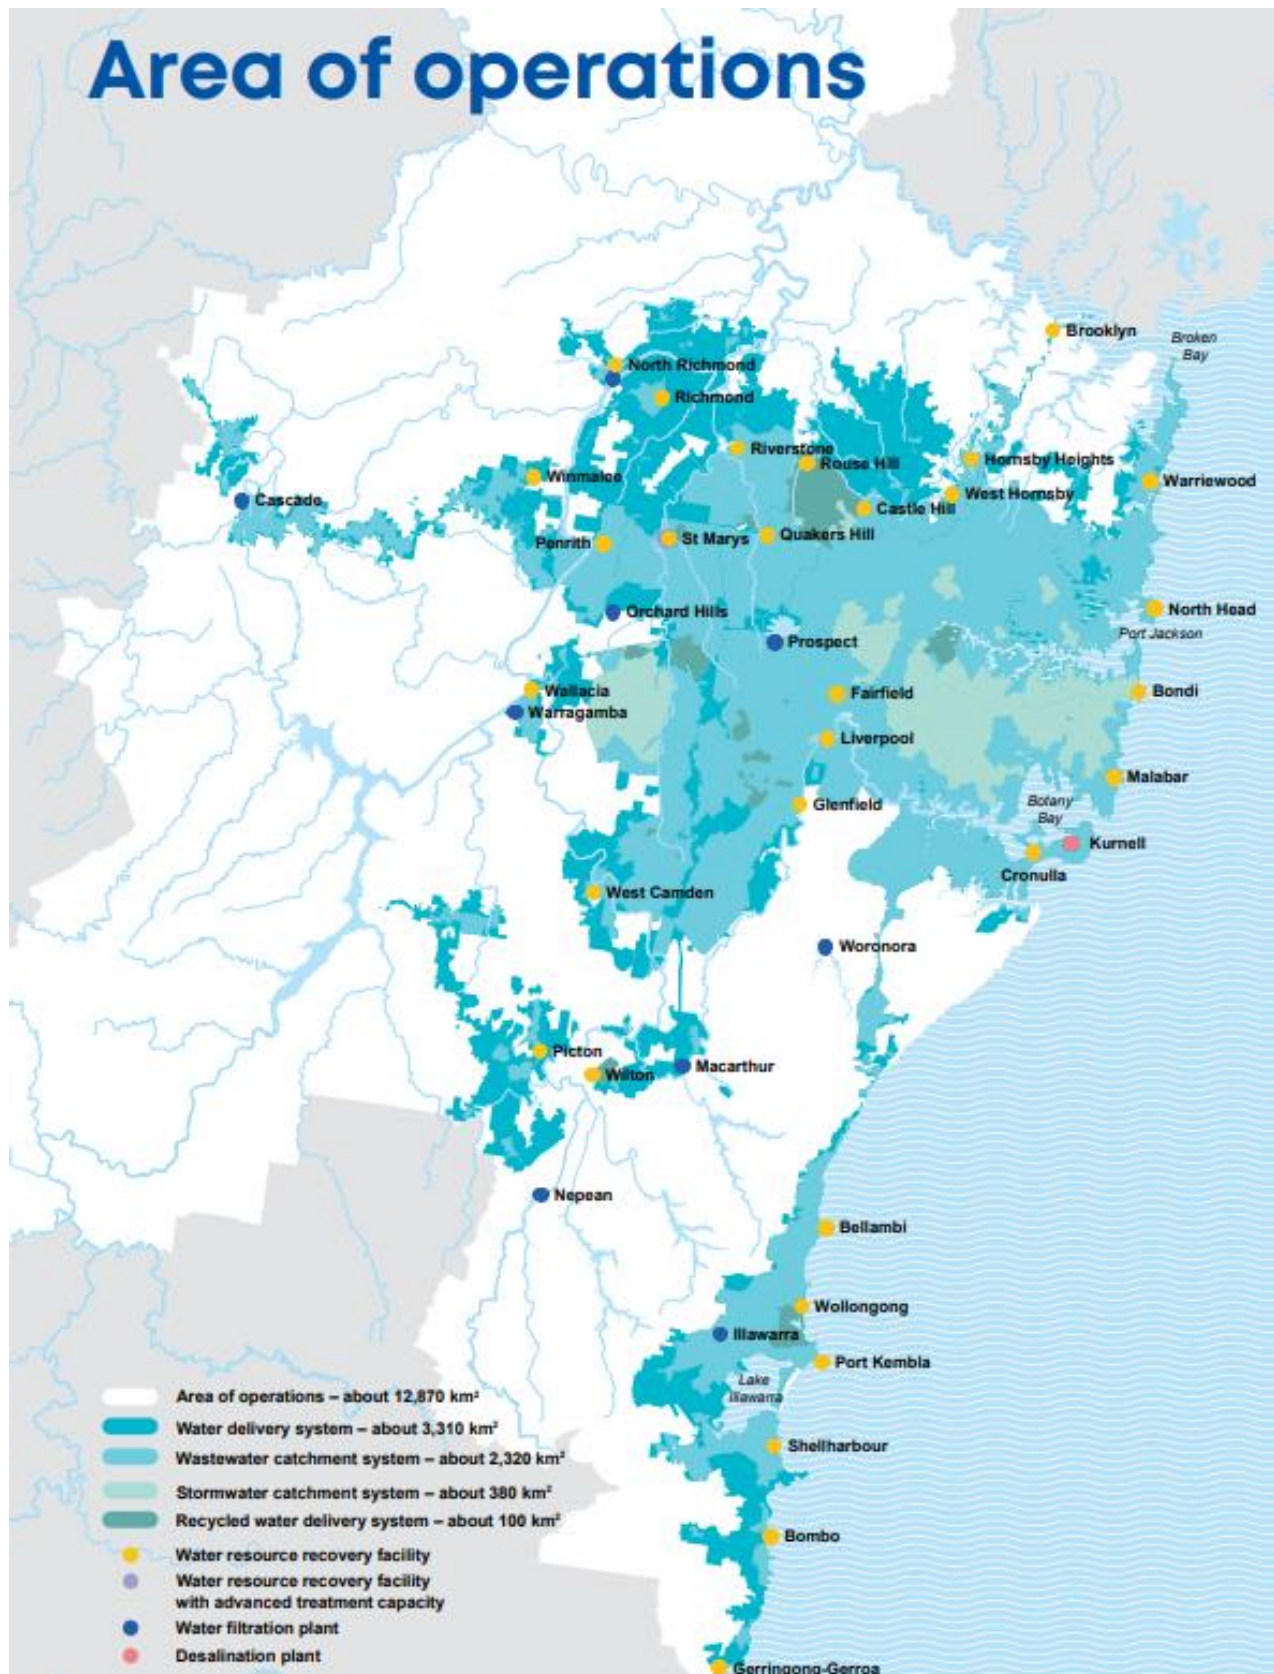 Area of operations
Brooklyn
Broken
Bay
North Richmond
Richmond
Riverstone
Rouse Hill
Hornsby Heights
Winmalee
Warriewood
West Hornsby
Cascade
Castle Hill
Penrith
St Marys
Quakers Hill
Orchard Hills
North Head
Port Jackson
Prospect
Wallacia
Fairfield
Bondi
Warragamba
Liverpool
Malabar
Glenfield
Botany
Bay
Kurnell
Cronulla
West Camden
Woronora
Picton
Wilton
Macarthur
Nepean
Bellambi
Wollongong
Illawarra
Port Kembla
Lake
Illawarra
Area of operations – about 12,870 km²
Water delivery system – about 3,310 km²
Shellharbour
Wastewater catchment system – about 2,320 km²
Stormwater catchment system – about 380 km²
Recycled water delivery system – about 100 km²
Bombo
Water resource recovery facility
Water resource recovery facility
with advanced treatment capacity
Water filtration plant
Desalination plant
Gerringong-Gerroa